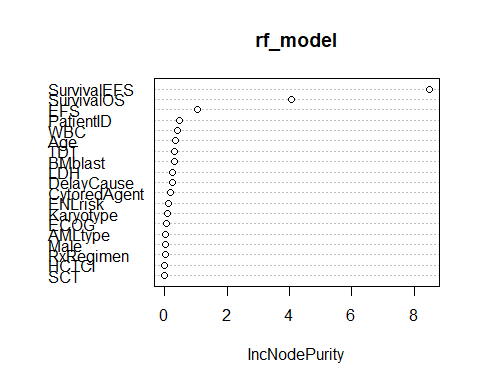 rf_model
SurvivalEFS
SurvivalOS
EFS
PatientID
WBC
Age
TDT
BMblast
LDH
DelayCause
CytoredAgent
ENLrisk
Karyotype
ECOG
AMLtype
Male
RxRegimen
HCTCI
SCT
0 2 4 6 8
IncNodePurity